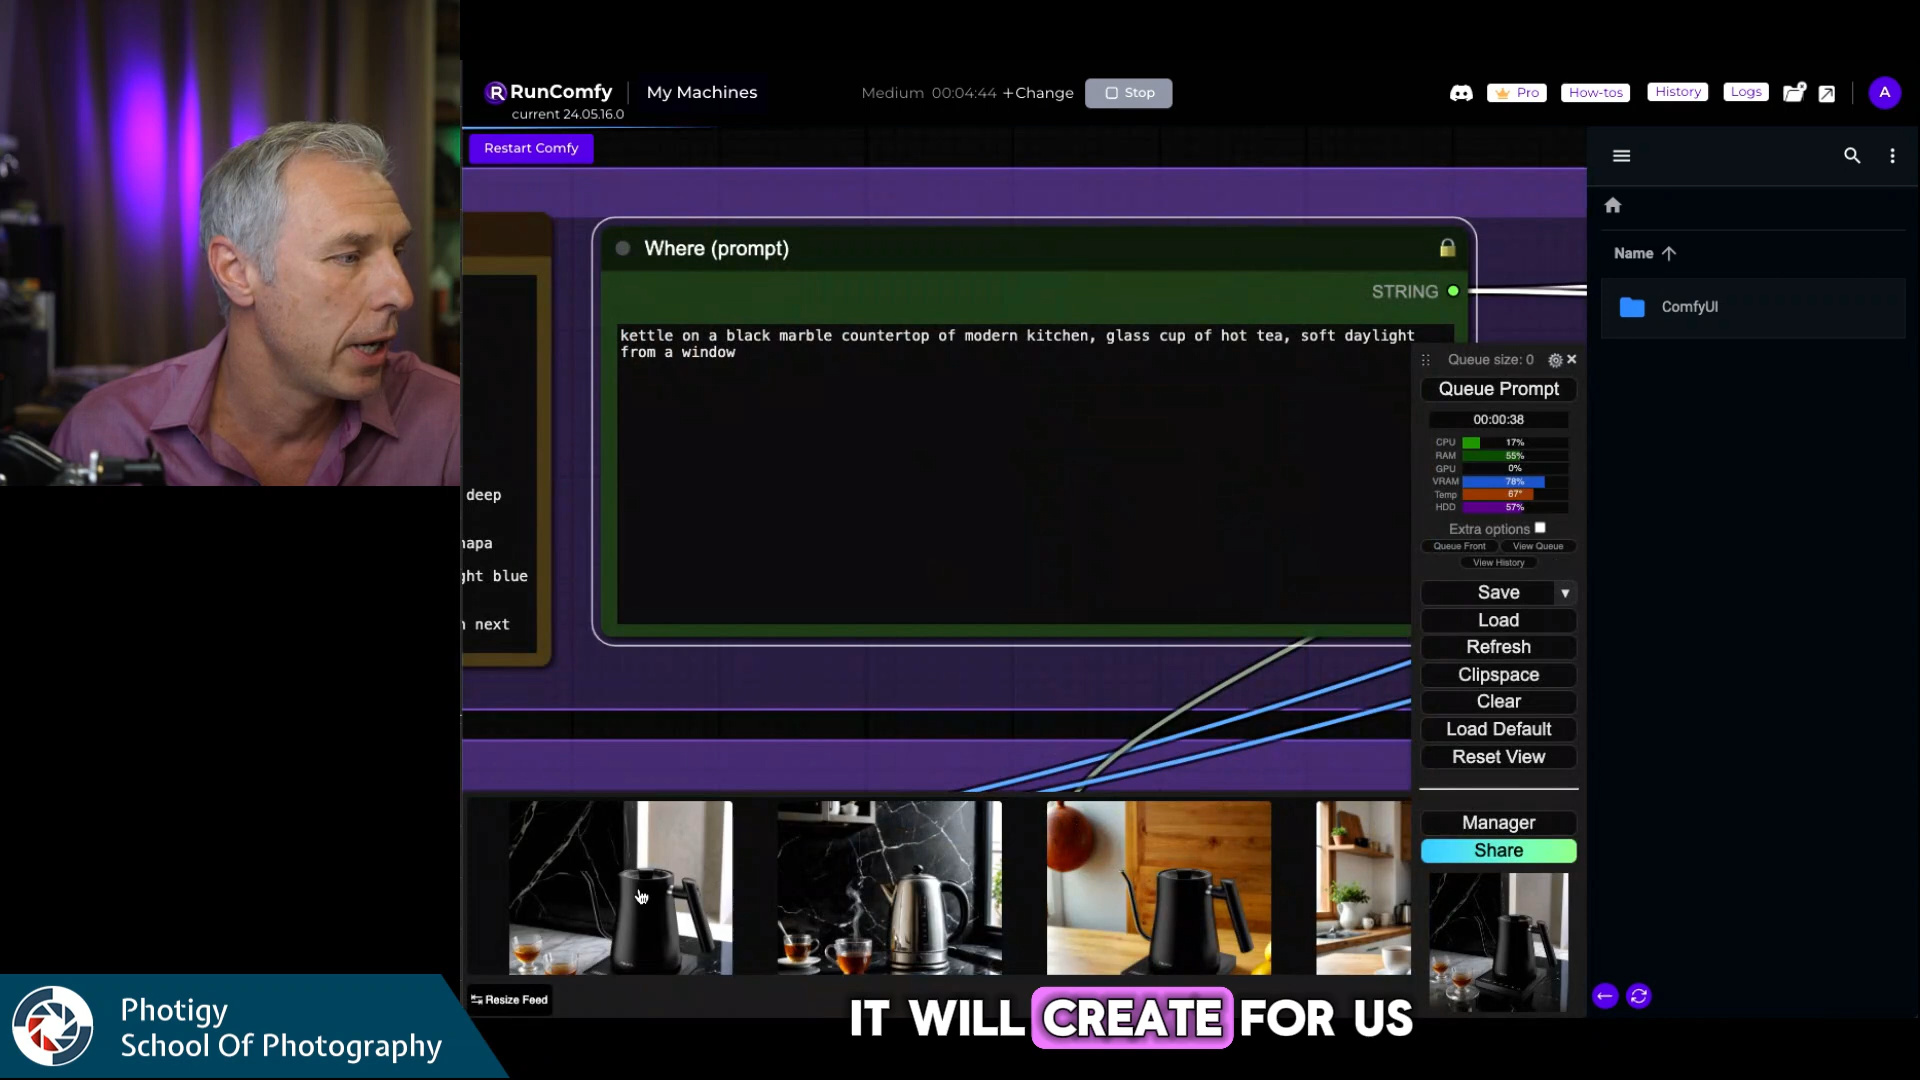 RunComfy
My Machines
Medium 00:04:44 +Change
Stop
Pro
How-tos
History
Logs
A
current 24.05.16.0
Restart Comfy
Where (prompt)
STRING
kettle on a black marble countertop of modern kitchen, glass cup of hot tea, soft daylight
from a window
deep
napa
ght blue
n next
Queue size: 0
Queue Prompt
00:00:38
CPU 17%
RAM 55%
GPU 0%
VRAM 78%
Temp 67°
HDD 57%
Extra options
Queue Front
View Queue
View History
Save
Load
Refresh
Clipspace
Clear
Load Default
Reset View
Manager
Share
Name
ComfyUI
Resize Feed
IT WILL CREATE FOR US
Photigy
School Of Photography